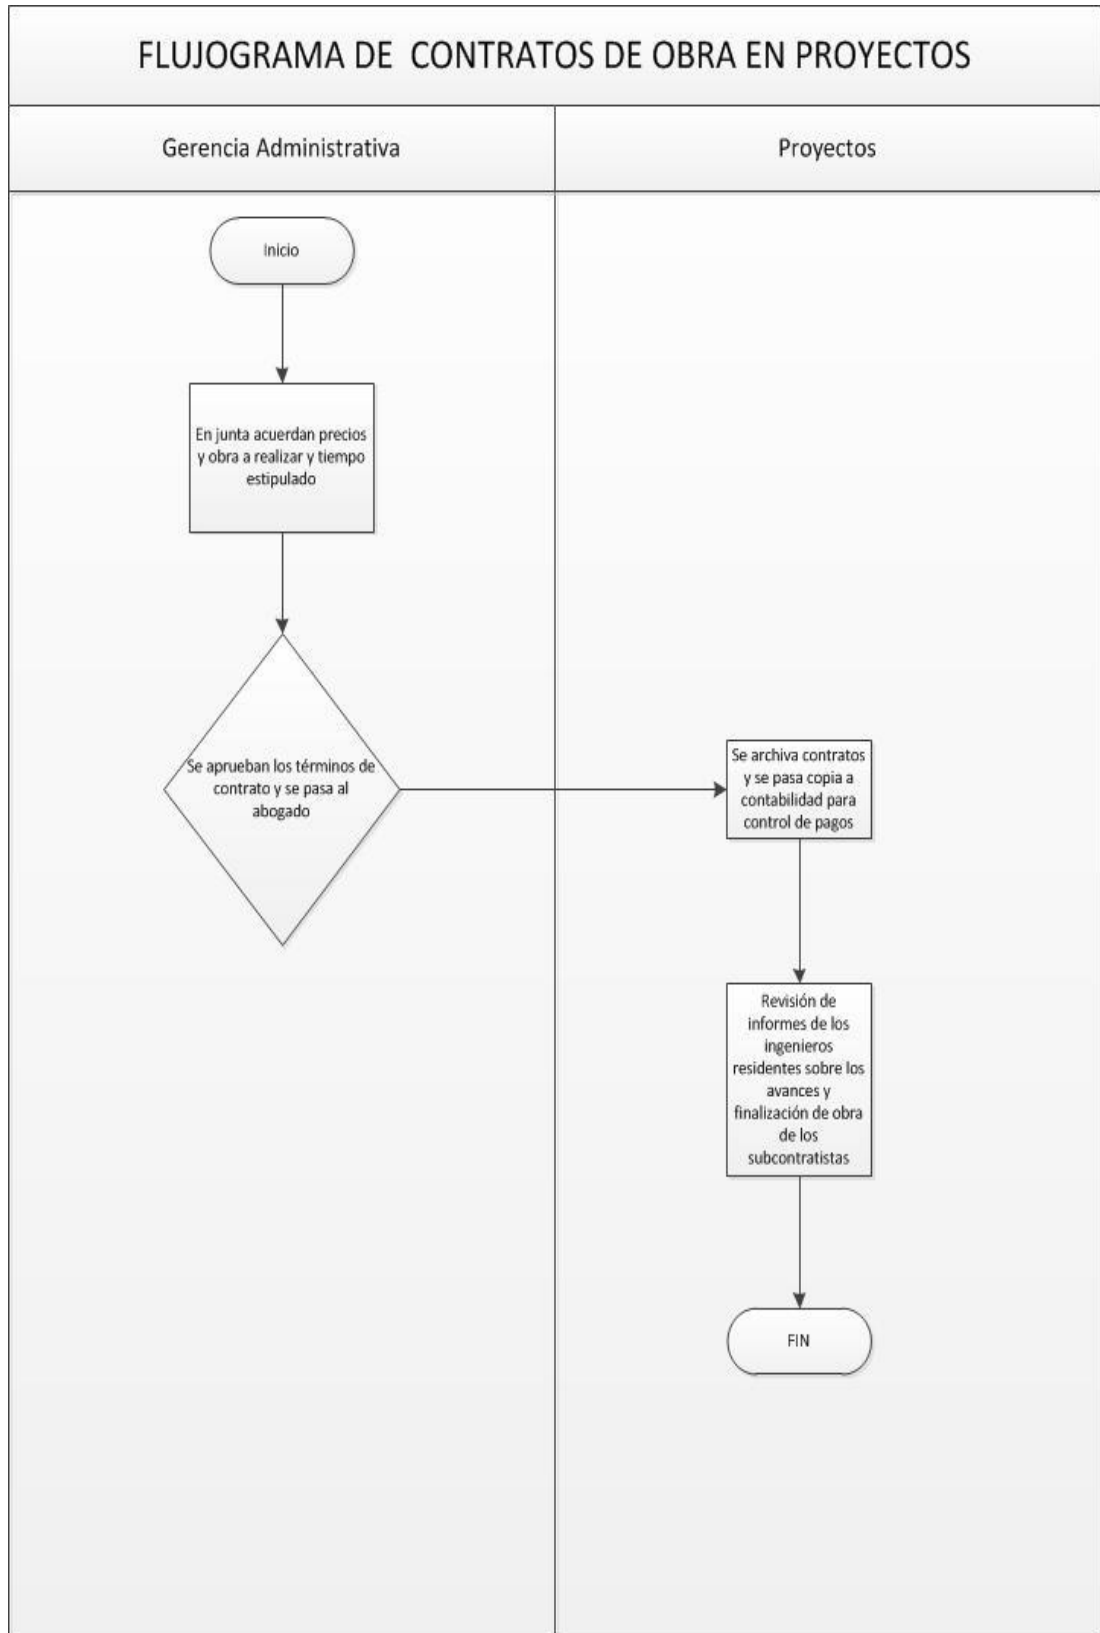 FLUJOGRAMA DE CONTRATOS DE OBRA EN PROYECTOS
Gerencia Administrativa
Proyectos
Inicio
En junta acuerdan precios
y obra a realizar y tiempo
estipulado
Se aprueban los términos de
contrato y se pasa al
abogado
Se archiva contratos
y se pasa copia a
contabilidad para
control de pagos
Revisión de
informes de los
ingenieros
residentes sobre los
avances y
finalización de obra
de los
subcontratistas
FIN